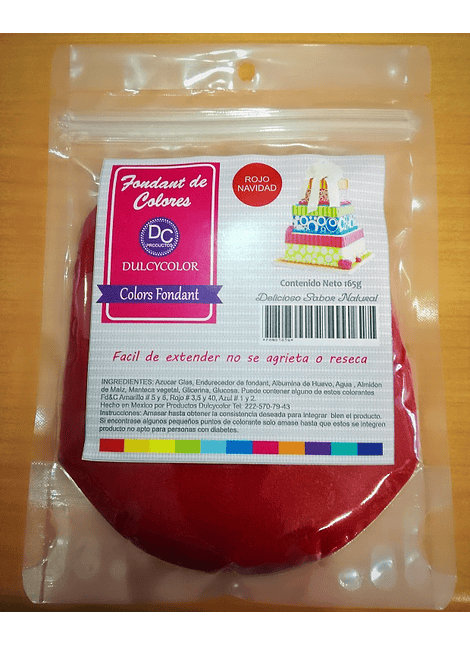 Fondant de
Colores
ROJO
NAVIDAD
DC
PRODUCTOS
DULCYCOLOR
Colors Fondant
Contenido Neto 165g
Delicioso Sabor Natural
Facil de extender no se agrieta o reseca
INGREDIENTES: Azucar Glas, Endurecedor de fondant, Albumina de Huevo, Agua , Almidon
de Maíz, Manteca vegetal, Glicerina, Glucosa. Puede contener alguno de estos colorantes
Fd&C Amarillo # 5 y 6, Rojo # 3,5 y 40, Azul # 1 y 2.
Hecho en Mexico por Productos Dulcycolor Tel: 222-570-79-43
Instrucciones: Amase hasta obtener la consistencia deseada para integrar bien el producto.
Si encontrase algunos pequeños puntos de colorante solo amase hasta que estos se integren
producto no apto para personas con diabetes.